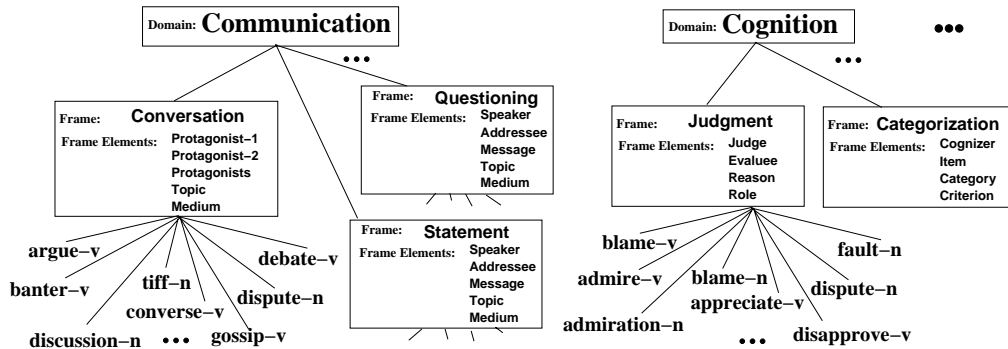 Domain: Communication
...
Frame: Conversation
Frame Elements: Protagonist−1
Protagonist−2
Protagonists
Topic
Medium
argue−v
banter−v
discussion−n
tiff−n
converse−v
...
gossip−v
dispute−n
debate−v
Frame: Questioning
Frame Elements: Speaker
Addressee
Message
Topic
Medium
Frame: Statement
Frame Elements: Speaker
Addressee
Message
Topic
Medium
Domain: Cognition
...
...
Frame: Judgment
Frame Elements: Judge
Evaluee
Reason
Role
blame−v
admire−v
admiration−n
blame−n
appreciate−v
...
disapprove−v
dispute−n
fault−n
Frame: Categorization
Frame Elements: Cognizer
Item
Category
Criterion